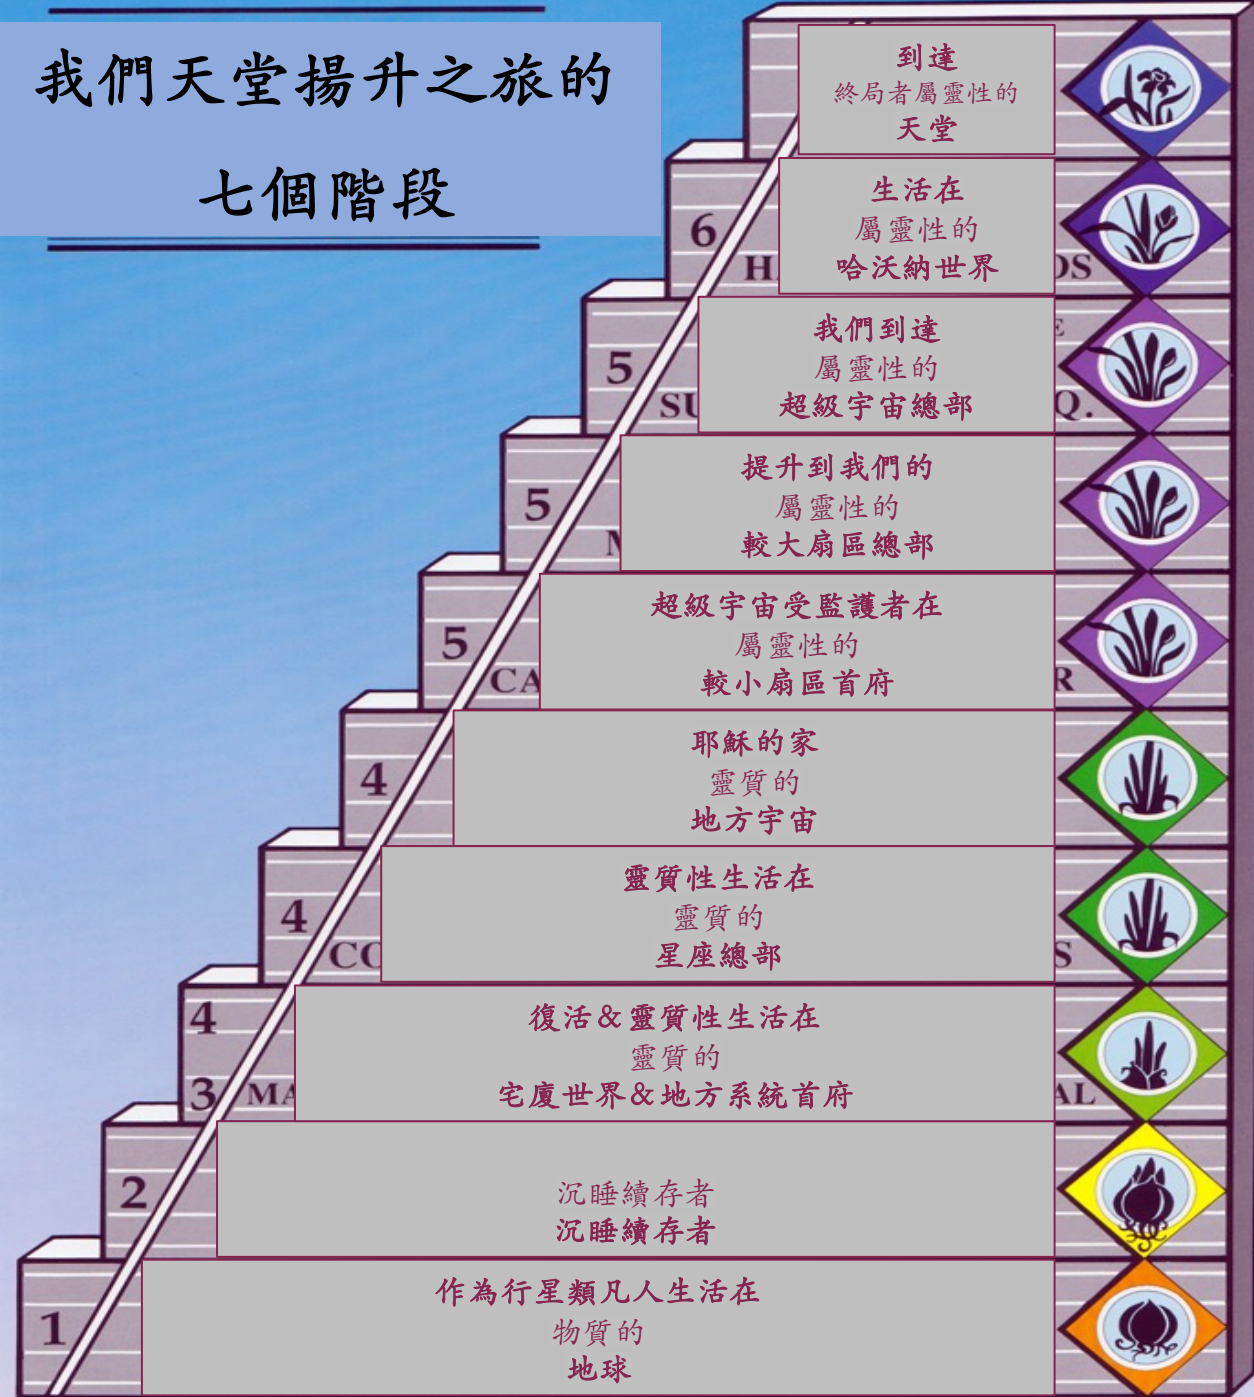 我們天堂揚升之旅的
七個階段
到達
終局者屬靈性的
天堂
生活在
6 屬靈性的
哈沃納世界
我們到達
5 屬靈性的
超級宇宙總部
Q.
提升到我們的
5 屬靈性的
較大扇區總部
超級宇宙受監護者在
5 屬靈性的
較小扇區首府
耶穌的家
4 靈質的
地方宇宙
靈質性生活在
4 靈質的
星座總部
4 復活&靈質性生活在
靈質的
3 宅廈世界&地方系統首府
2 沉睡續存者
沉睡續存者
作為行星類凡人生活在
1 物質的
地球